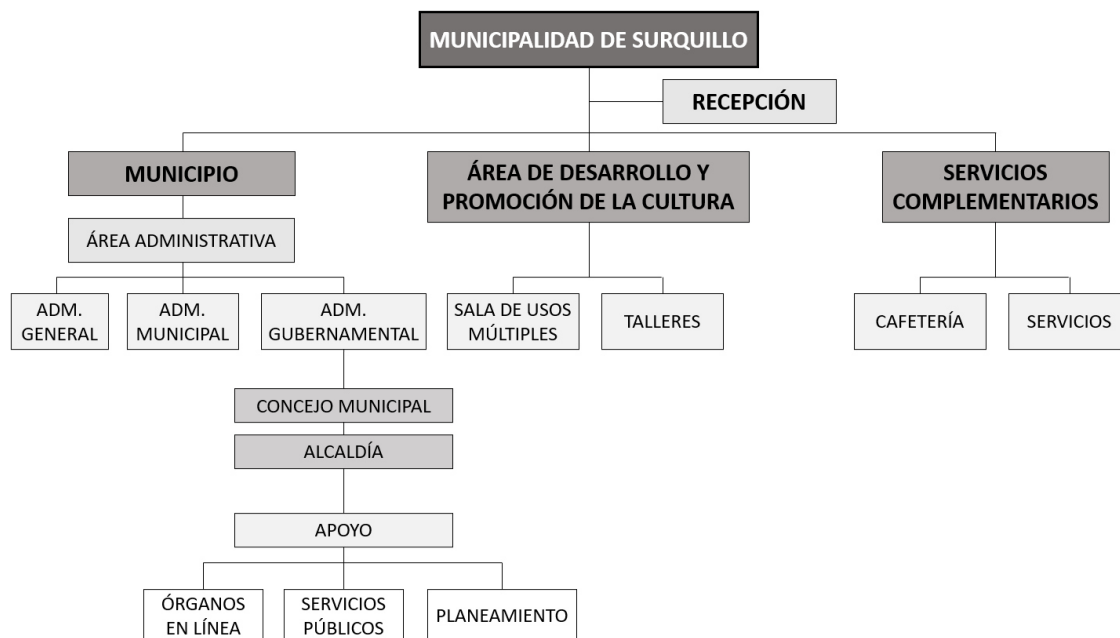 MUNICIPALIDAD DE SURQUILLO
RECEPCIÓN
MUNICIPIO
ÁREA DE DESARROLLO Y
PROMOCIÓN DE LA CULTURA
SERVICIOS
COMPLEMENTARIOS
ÁREA ADMINISTRATIVA
ADM.
GENERAL
ADM.
MUNICIPAL
ADM.
GUBERNAMENTAL
SALA DE USOS
MÚLTIPLES
TALLERES
CAFETERÍA
SERVICIOS
CONCEJO MUNICIPAL
ALCALDÍA
APOYO
ÓRGANOS
EN LÍNEA
SERVICIOS
PÚBLICOS
PLANEAMIENTO